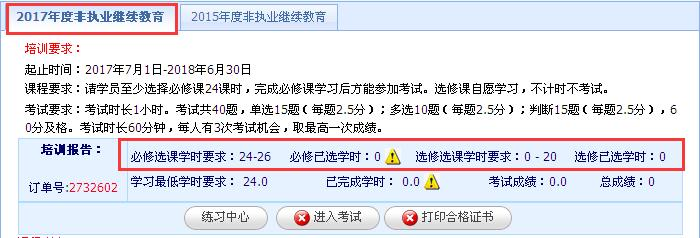 2017年度非执业继续教育 2015年度非执业继续教育
培训要求：
起止时间：2017年7月1日-2018年6月30日
课程要求：请学员至少选择必修课24课时，完成必修课学习后方能参加考试。选修课自愿学习，不计时不考试。
考试要求：考试时长1小时。考试共40题，单选15题（每题2.5分）；多选10题（每题2.5分）；判断15题（每题2.5分），6
0分及格。考试时长60分钟，每人有3次考试机会，取最高一次成绩。
培训报告： 必修选课学时要求：24-26 必修已选学时：0 选修选课学时要求：0 - 20 选修已选学时：0
订单号:2732602 学习最低学时要求： 24.0 已完成学时： 0.0 考试成绩：0.0 总成绩：0
练习中心 进入考试 打印合格证书